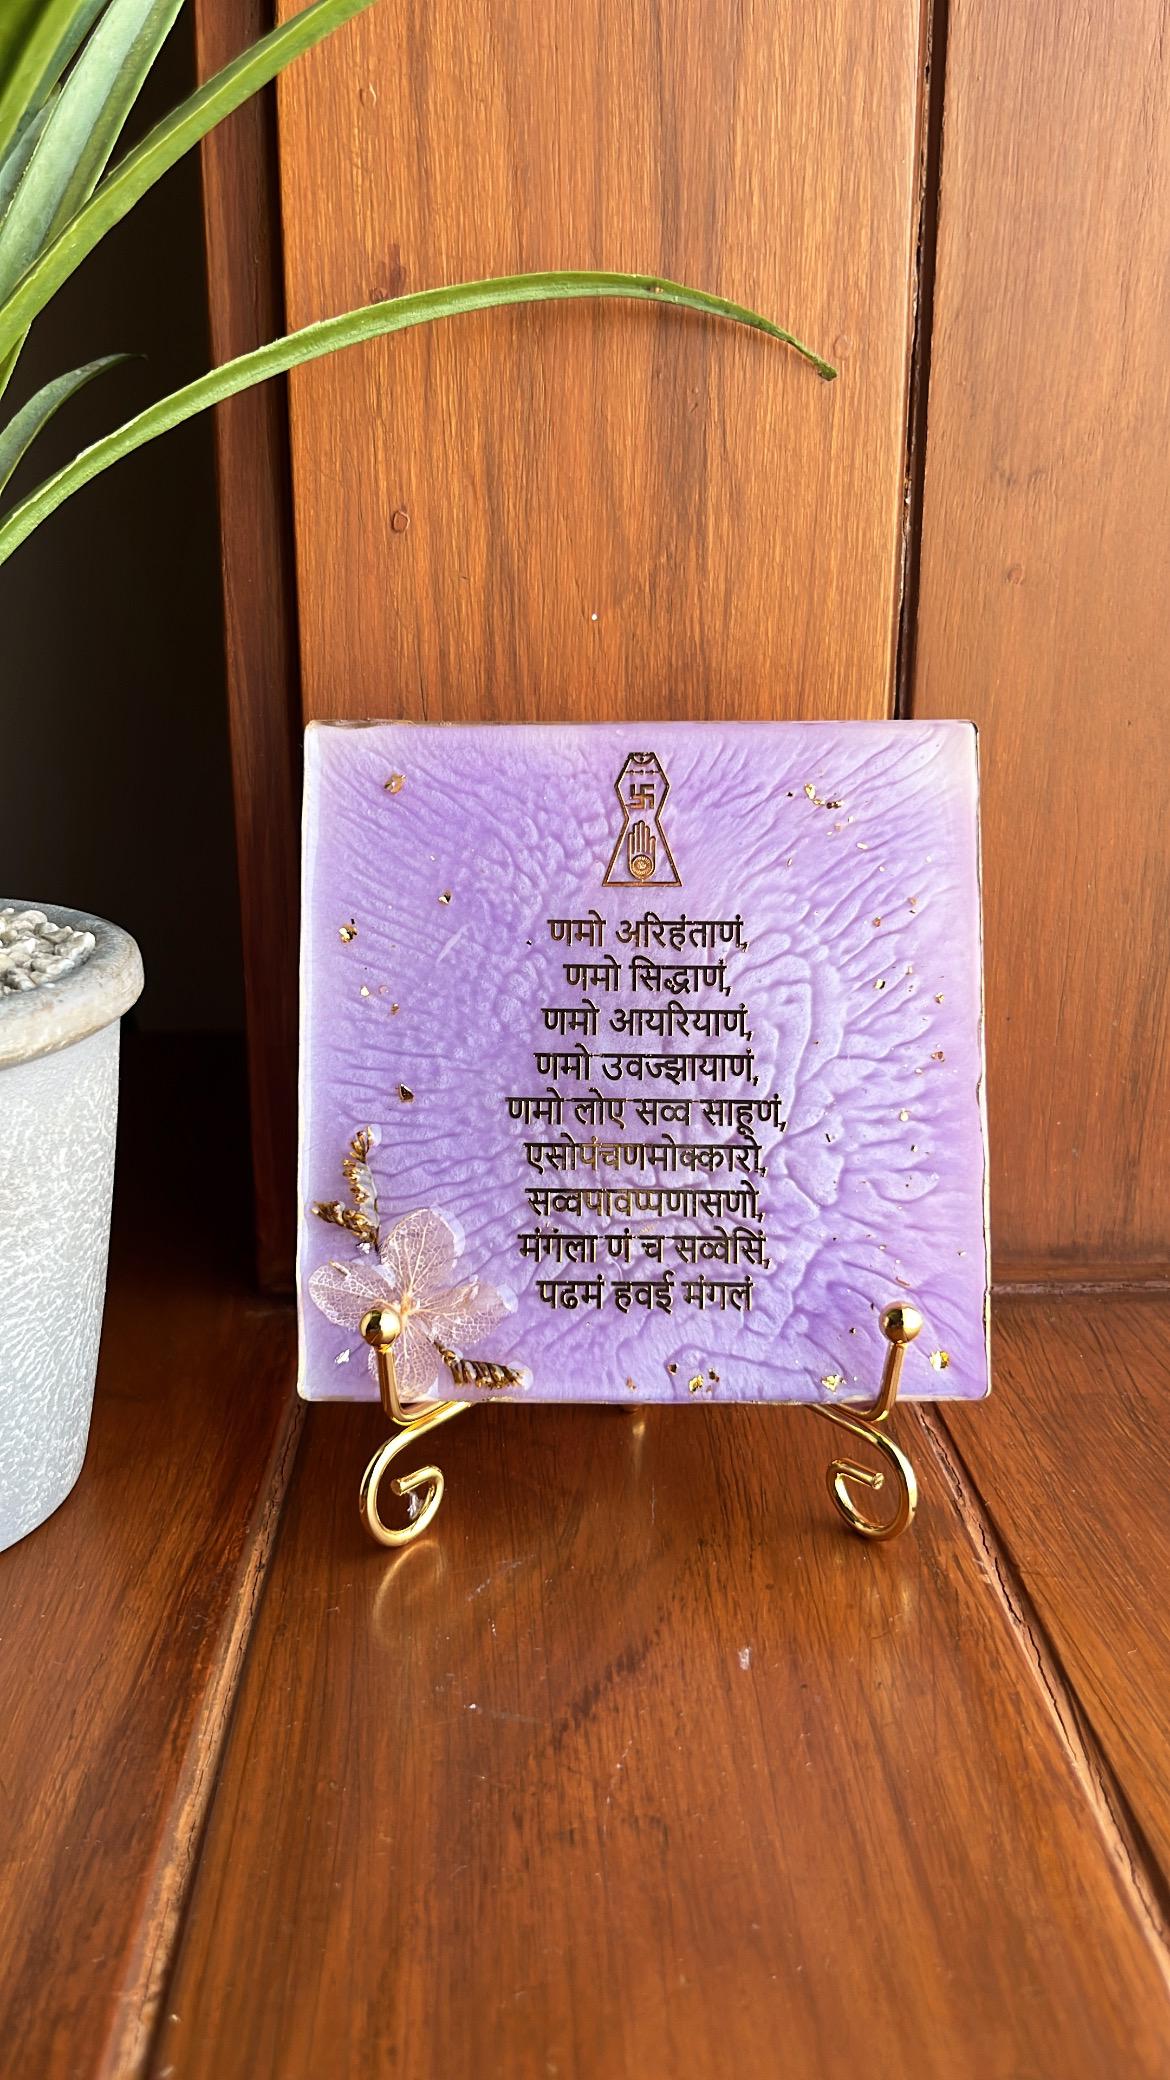 णमो अरिहंताणं,
णमो सिद्धाणं,
णमो आयरियाणं,
णमो उवज्झायाणं,
णमो लोए सव्व साहूणं,
एसोपंचणमोक्कारो,
सव्वपावप्पणासणो,
मंगंला णं च सव्वेसिं,
पढमं हवई मंगलं